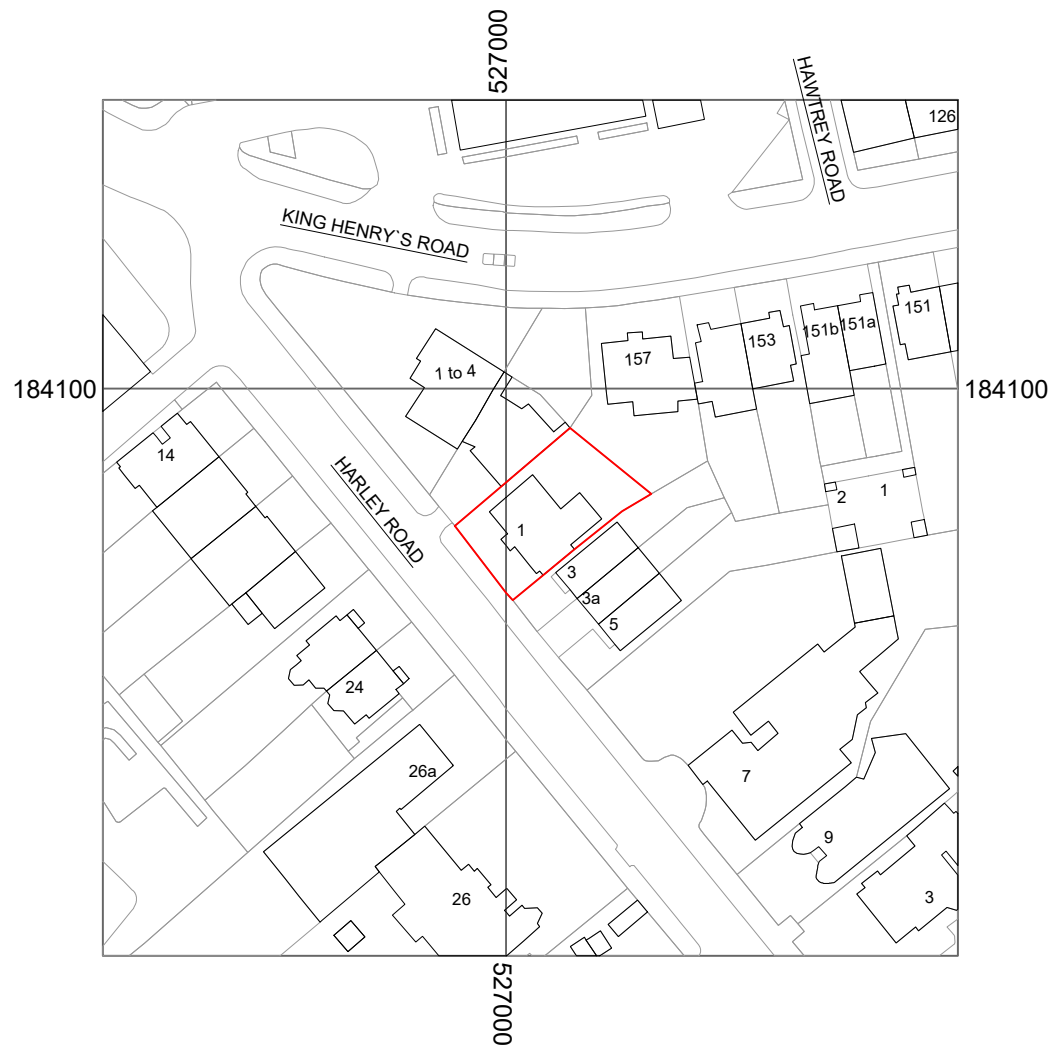 527000
HAWTREY ROAD
126
KING HENRY`S ROAD
151
151a
151b
153
157
1 to 4
184100
184100
14
HARLEY ROAD
2
1
1
3
3a
5
24
26a
7
9
26
3
527000